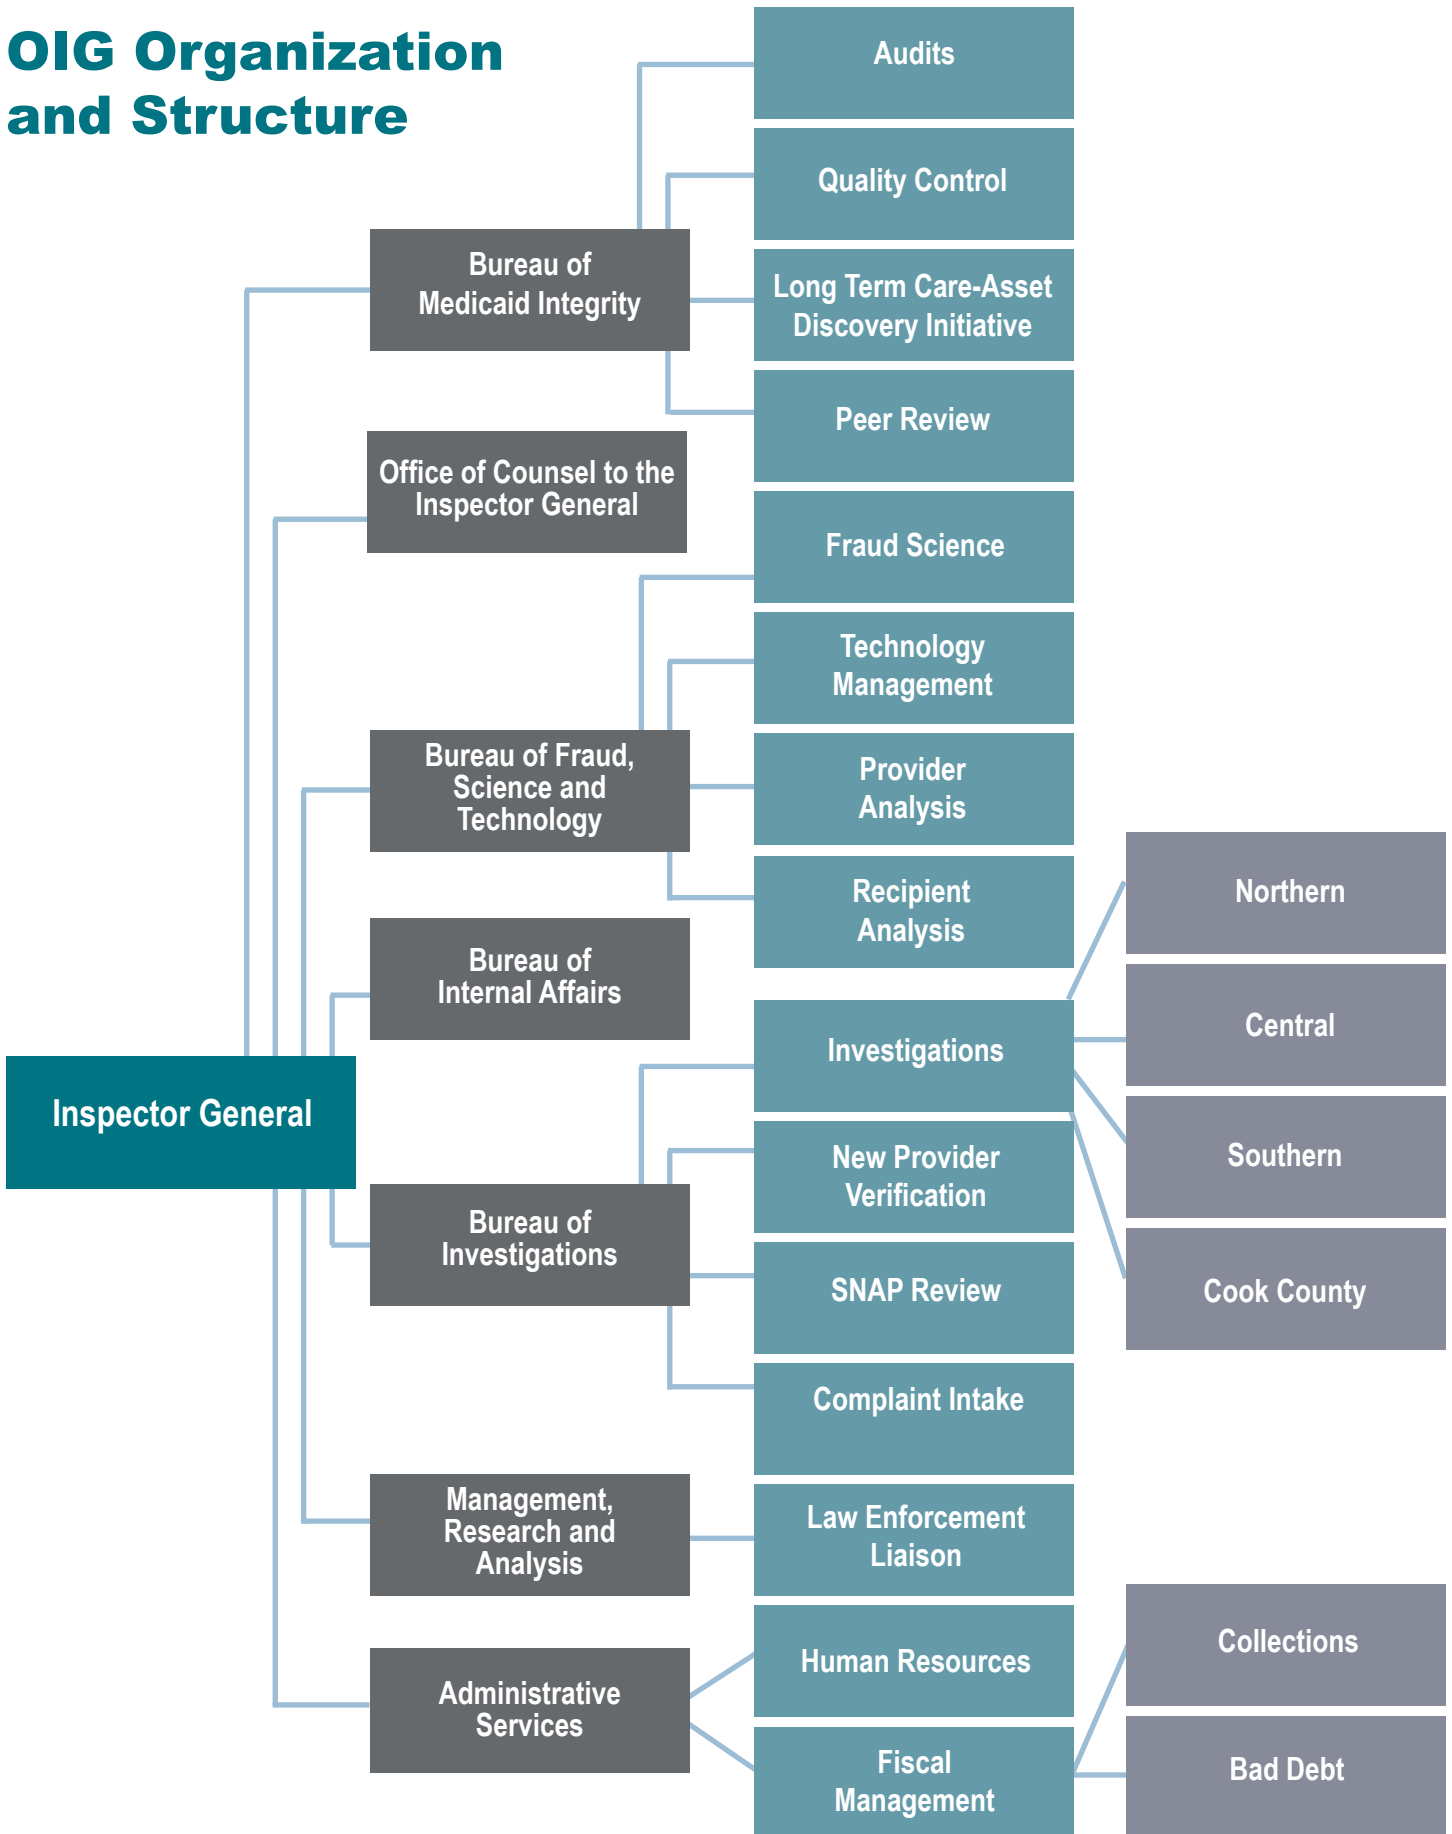 OIG Organization
and Structure
Audits
Quality Control
Bureau of
Medicaid Integrity
Long Term Care-Asset
Discovery Initiative
Peer Review
Office of Counsel to the
Inspector General
Fraud Science
Technology
Management
Bureau of Fraud,
Science and
Technology
Provider
Analysis
Recipient
Analysis
Northern
Bureau of
Internal Affairs
Investigations
Central
Inspector General
New Provider
Verification
Southern
Bureau of
Investigations
SNAP Review
Cook County
Complaint Intake
Management,
Research and
Analysis
Law Enforcement
Liaison
Human Resources
Collections
Administrative
Services
Fiscal
Management
Bad Debt